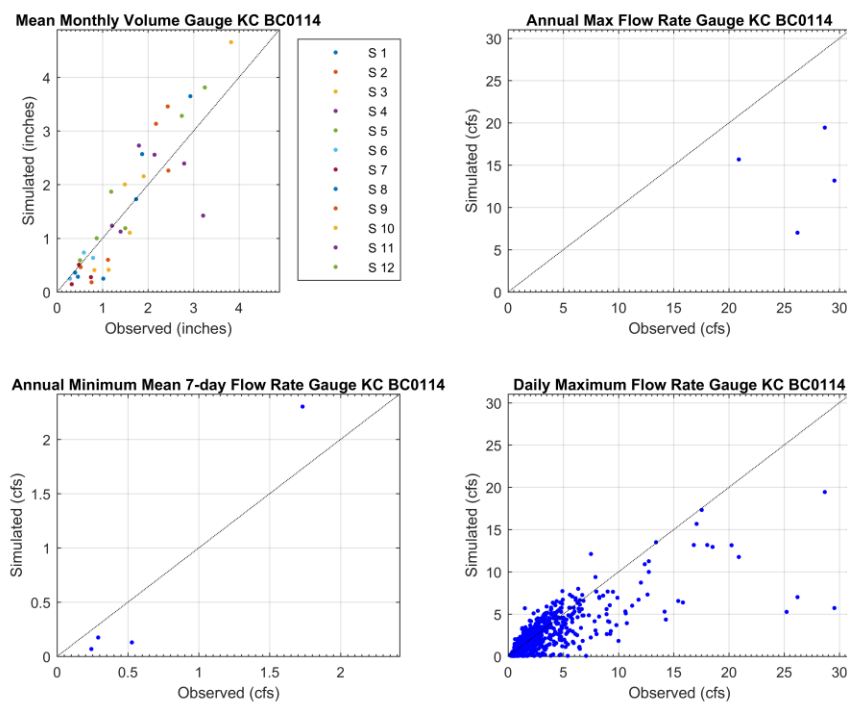 Mean Monthly Volume Gauge KC BC0114
4
3
2
1
0
Simulated (inches)
0
1
2
3
4
Observed (inches)
S 1
S 2
S 3
S 4
S 5
S 6
S 7
S 8
S 9
S 10
S 11
S 12
Annual Max Flow Rate Gauge KC BC0114
30
25
20
15
10
5
0
Simulated (cfs)
0
5
10
15
20
25
30
Observed (cfs)
Annual Minimum Mean 7-day Flow Rate Gauge KC BC0114
2
1.5
1
0.5
0
Simulated (cfs)
0
0.5
1
1.5
2
Observed (cfs)
Daily Maximum Flow Rate Gauge KC BC0114
30
25
20
15
10
5
0
Simulated (cfs)
0
5
10
15
20
25
30
Observed (cfs)